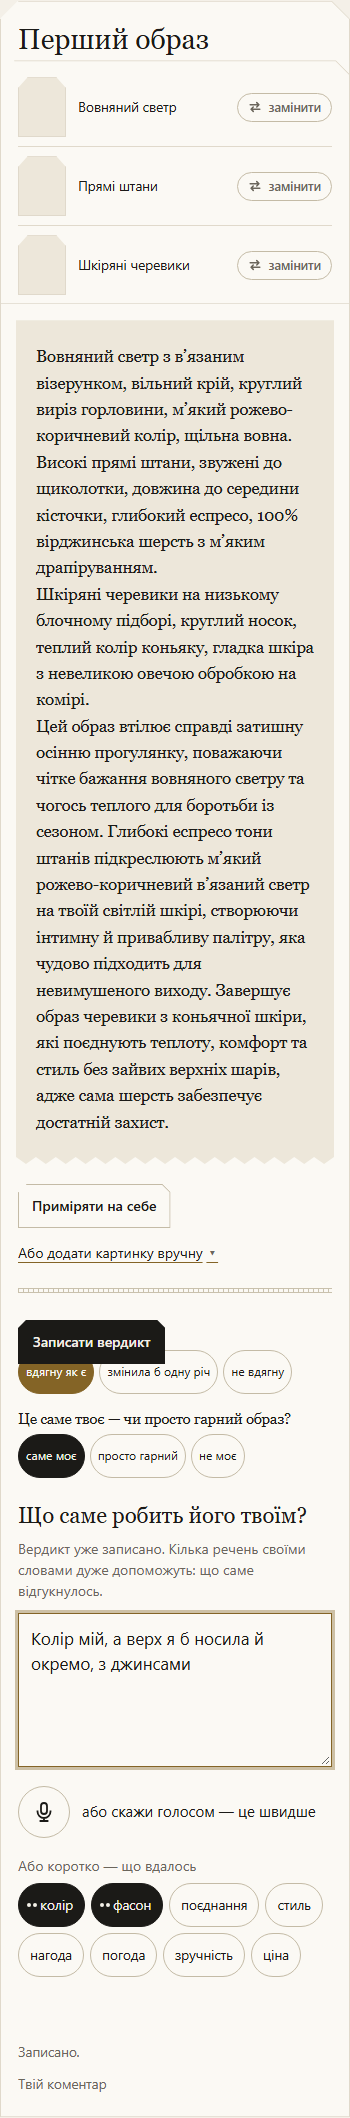 Перший образ
Вовняний светр
замінити
Прямі штани
замінити
Шкіряні черевики
замінити
Вовняний светр з в’язаним
візерунком, вільний крій, круглий
виріз горловини, м’який рожево-
коричневий колір, щільна вовна.
Високі прямі штани, звужені до
щиколотки, довжина до середини
кісточки, глибокий еспресо, 100%
вірджинська шерсть з м’яким
драпіруванням.
Шкіряні черевики на низькому
блочному підборі, круглий носок,
теплий колір коньяку, гладка шкіра
з невеликою овечою обробкою на
комірі.
Цей образ втілює справді затишну
осінню прогулянку, поважаючи
чітке бажання вовняного светру та
чогось теплого для боротьби із
сезоном. Глибокі еспресо тони
штанів підкреслюють м’який
рожево-коричневий в’язаний светр
на твоїй світлій шкірі, створюючи
інтимну й привабливу палітру, яка
чудово підходить для
невимушеного виходу. Завершує
образ черевики з коньячної шкіри,
які поєднують теплоту, комфорт та
стиль без зайвих верхніх шарів,
адже сама шерсть забезпечує
достатній захист.
Приміряти на себе
Або додати картинку вручну
Записати вердикт
вдягну як є
змінила б одну річ
не вдягну
Це саме твоє — чи просто гарний образ?
саме моє
просто гарний
не моє
Що саме робить його твоїм?
Вердикт уже записано. Кілька речень своїми
словами дуже допоможуть: що саме
відгукнулось.
Колір мій, а верх я б носила й
окремо, з джинсами
або скажи голосом — це швидше
Або коротко — що вдалось
колір
фасон
поєднання
стиль
нагода
погода
зручність
ціна
Записано.
Твій коментар